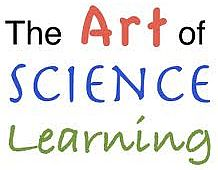 The Art of
SCIENCE
Learning